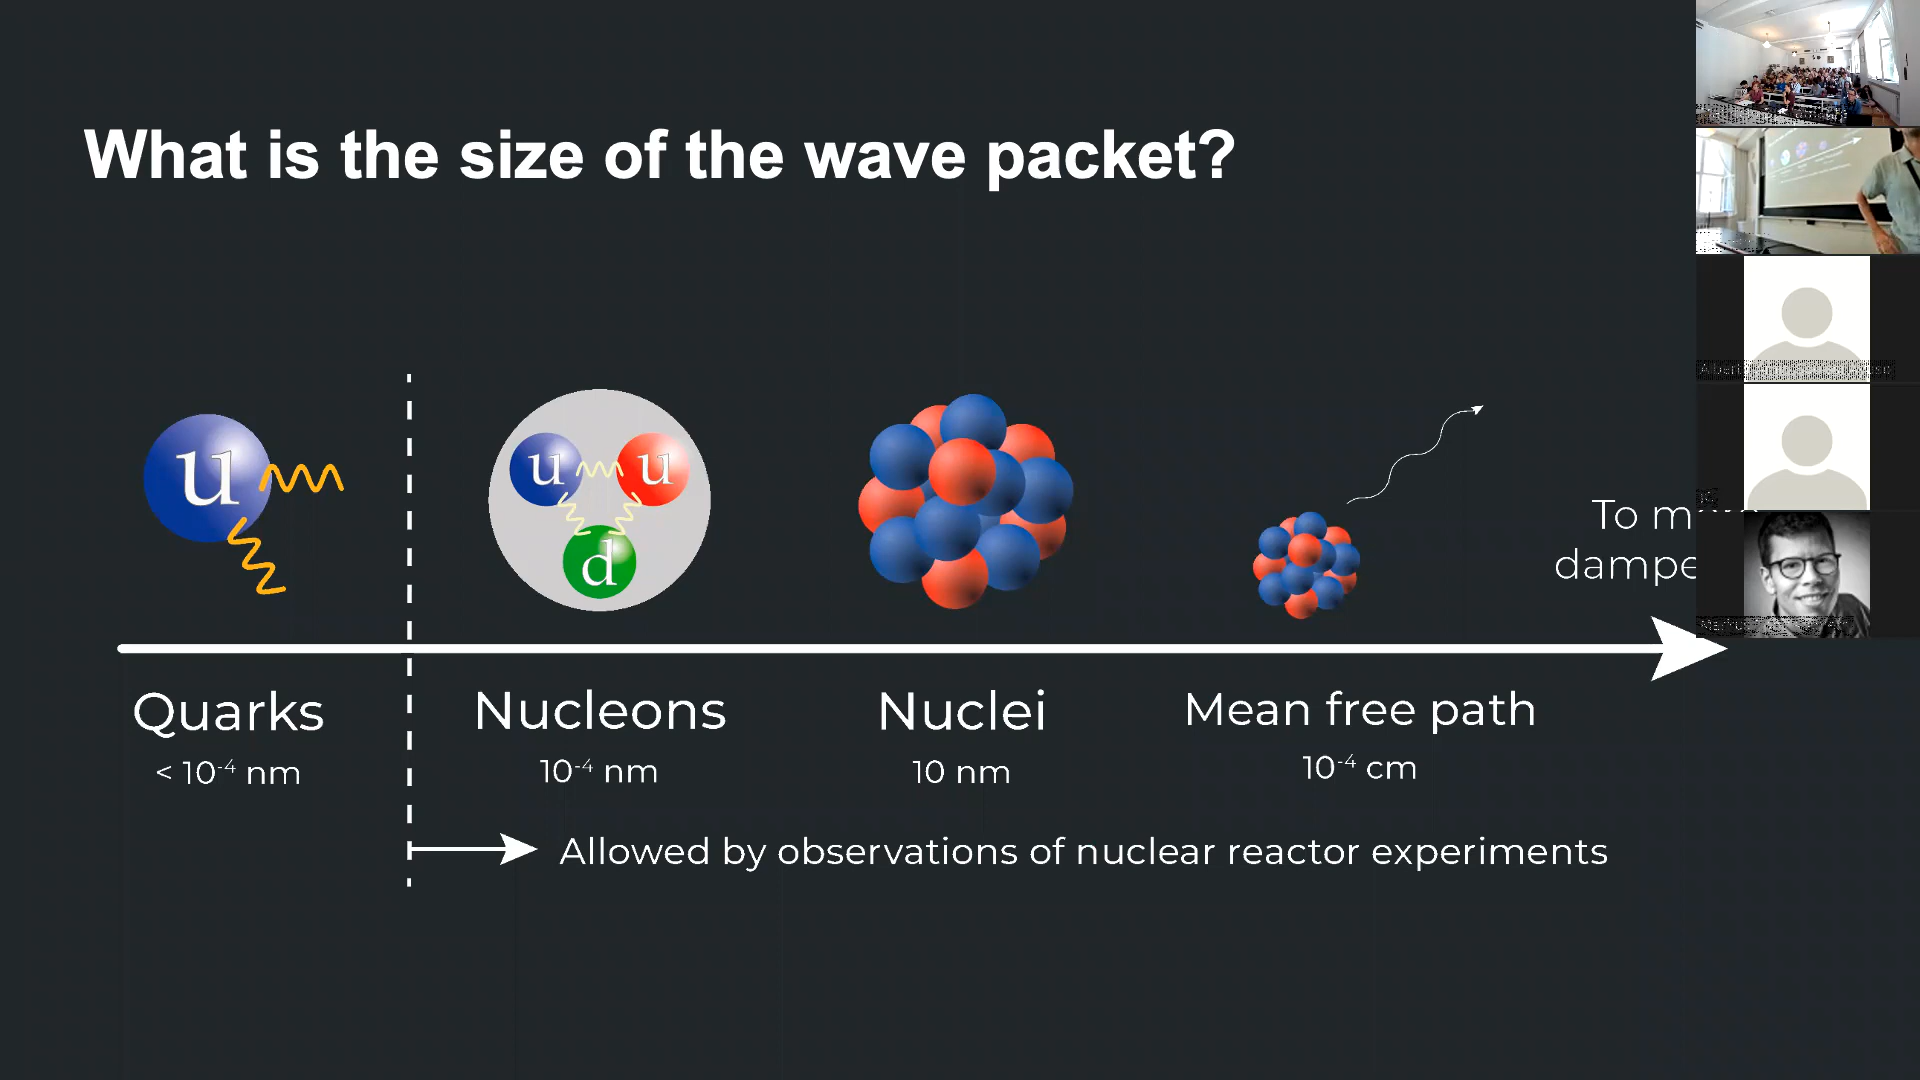 What is the size of the wave packet?
u
u u
d
To m
dampe
Quarks
Nucleons
Nuclei
Mean free path
< 10⁻⁴ nm
10⁻⁴ nm
10 nm
10⁻⁴ cm
Allowed by observations of nuclear reactor experiments